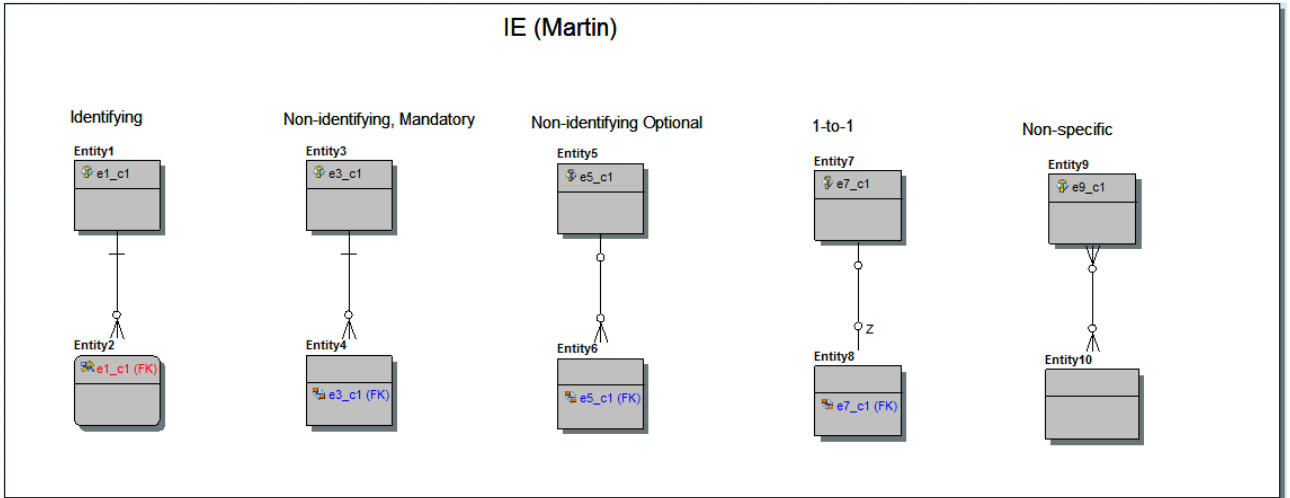 IE (Martin)
Identifying
Non-identifying, Mandatory
Non-identifying Optional
1-to-1
Non-specific
Entity1
e1_c1
Entity3
e3_c1
Entity5
e5_c1
Entity7
e7_c1
Entity9
e9_c1
Z
Entity2
e1_c1 (FK)
Entity4
e3_c1 (FK)
Entity6
e5_c1 (FK)
Entity8
e7_c1 (FK)
Entity10